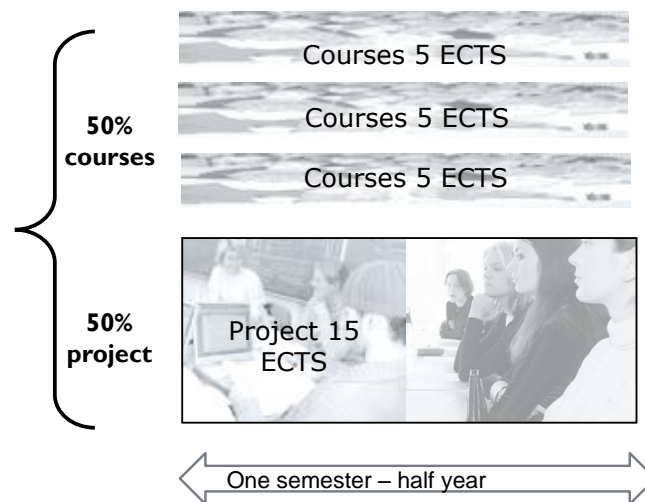 Courses 5 ECTS
50%
courses
Courses 5 ECTS
Courses 5 ECTS
50%
project
Project 15
ECTS
One semester – half year